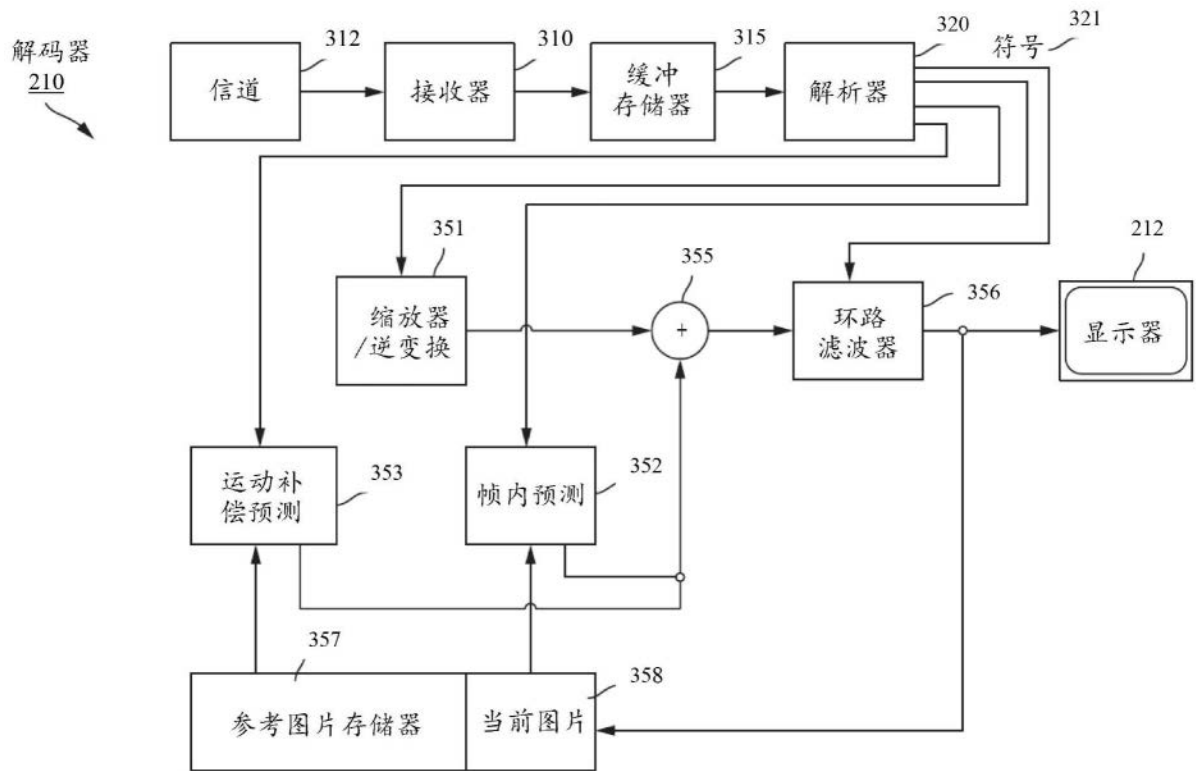 解码器
210
312
310
315
320
符号
321
信道
接收器
缓冲
存储器
解析器
351
缩放器
/逆变换
355
+
环路
滤波器
356
212
显示器
运动补
偿预测
353
帧内预测
352
357
参考图片存储器
358
当前图片